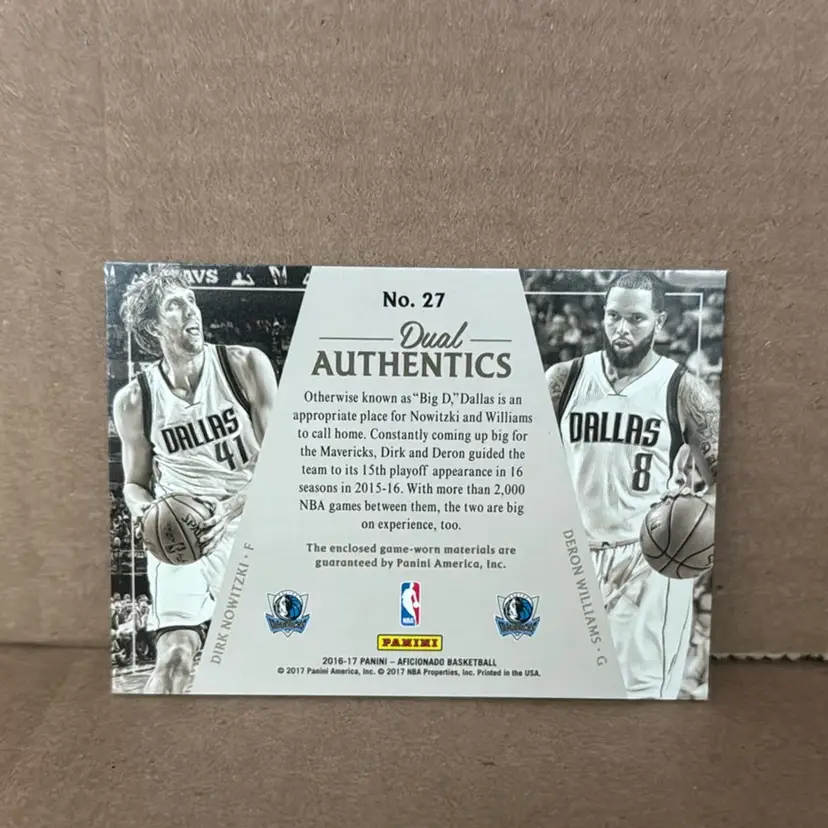 No. 27
Dual
AUTHENTICS
Otherwise known as "Big D," Dallas is an
appropriate place for Nowitzki and Williams
to call home. Constantly coming up big for
the Mavericks, Dirk and Deron guided the
team to its 15th playoff appearance in 16
seasons in 2015-16. With more than 2,000
NBA games between them, the two are big
on experience, too.
The enclosed game-worn materials are
guaranteed by Panini America, Inc.
AVS
DALLAS
41
DIRK NOWITZKI • F
DALLAS
8
DERON WILLIAMS • G
MAVERICKS
NBA
MAVERICKS
PANINI
2016-17 PANINI – AFICIONADO BASKETBALL
© 2017 Panini America, Inc. © 2017 NBA Properties, Inc. Printed in the USA.